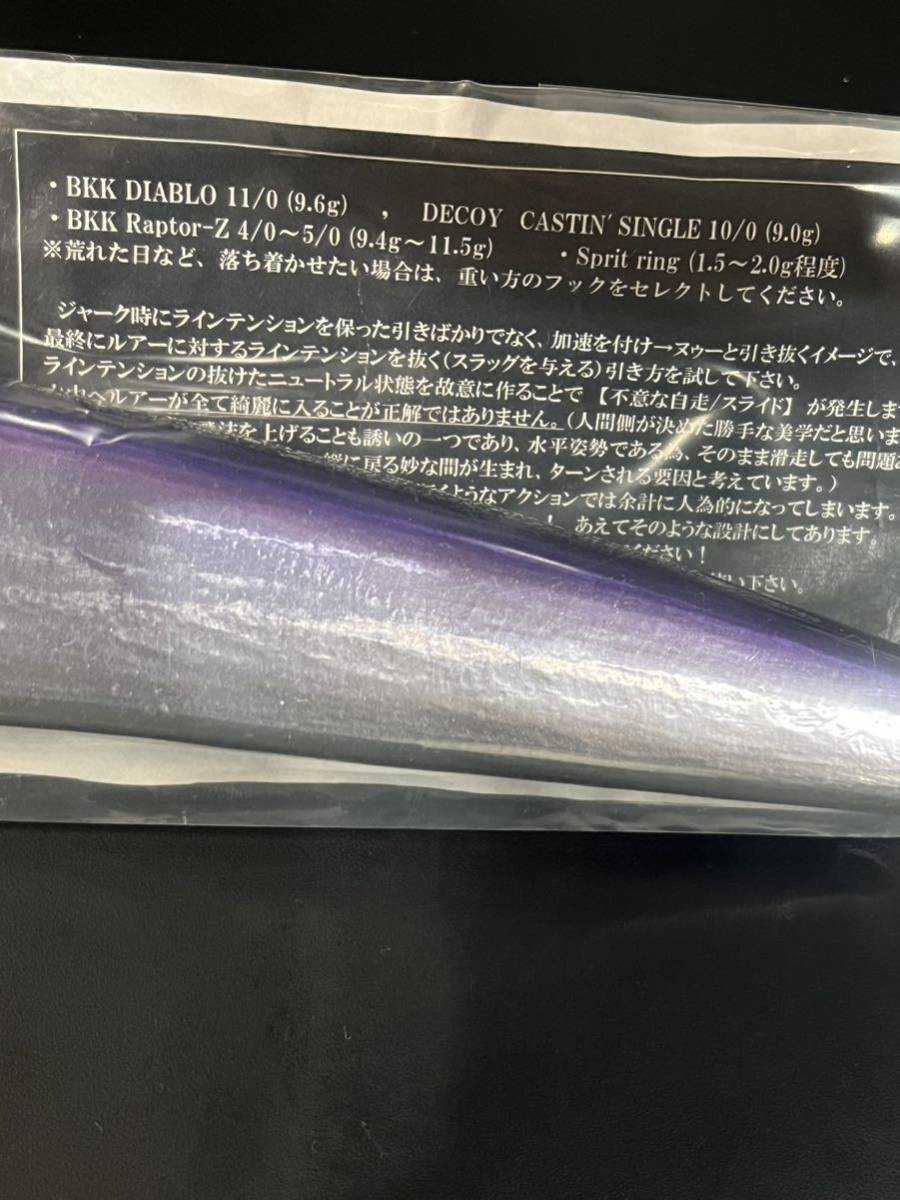 ・BKK DIABLO 11/0 (9.6g) , DECOY CASTIN' SINGLE 10/0 (9.0g)
・BKK Raptor-Z 4/0～5/0 (9.4g～11.5g) ・Sprit ring (1.5～2.0g程度)
※荒れた日など、落ち着かせたい場合は、重い方のフックをセレクトしてください。
ジャーク時にラインテンションを保った引きばかりでなく、加速を付け→ヌゥーと引き抜くイメージで、
最終にルアーに対するラインテンションを抜く(スラッグを与える)引き方を試して下さい。
ラインテンションの抜けたニュートラル状態を故意に作ることで【不意な自走/スライド】が発生しま
へルアーが全て綺麗に入ることが正解ではありません。(人間側が決めた勝手な美学だと思いま
を上げることも誘いの一つであり、水平姿勢である為、そのまま滑走しても問題
に戻る妙な間が生まれ、ターンされる要因と考えています。)
ようなアクションでは余計に人為的になってしまいます。
！ あえてそのような設計にしてあります。
ださい！
下さい。